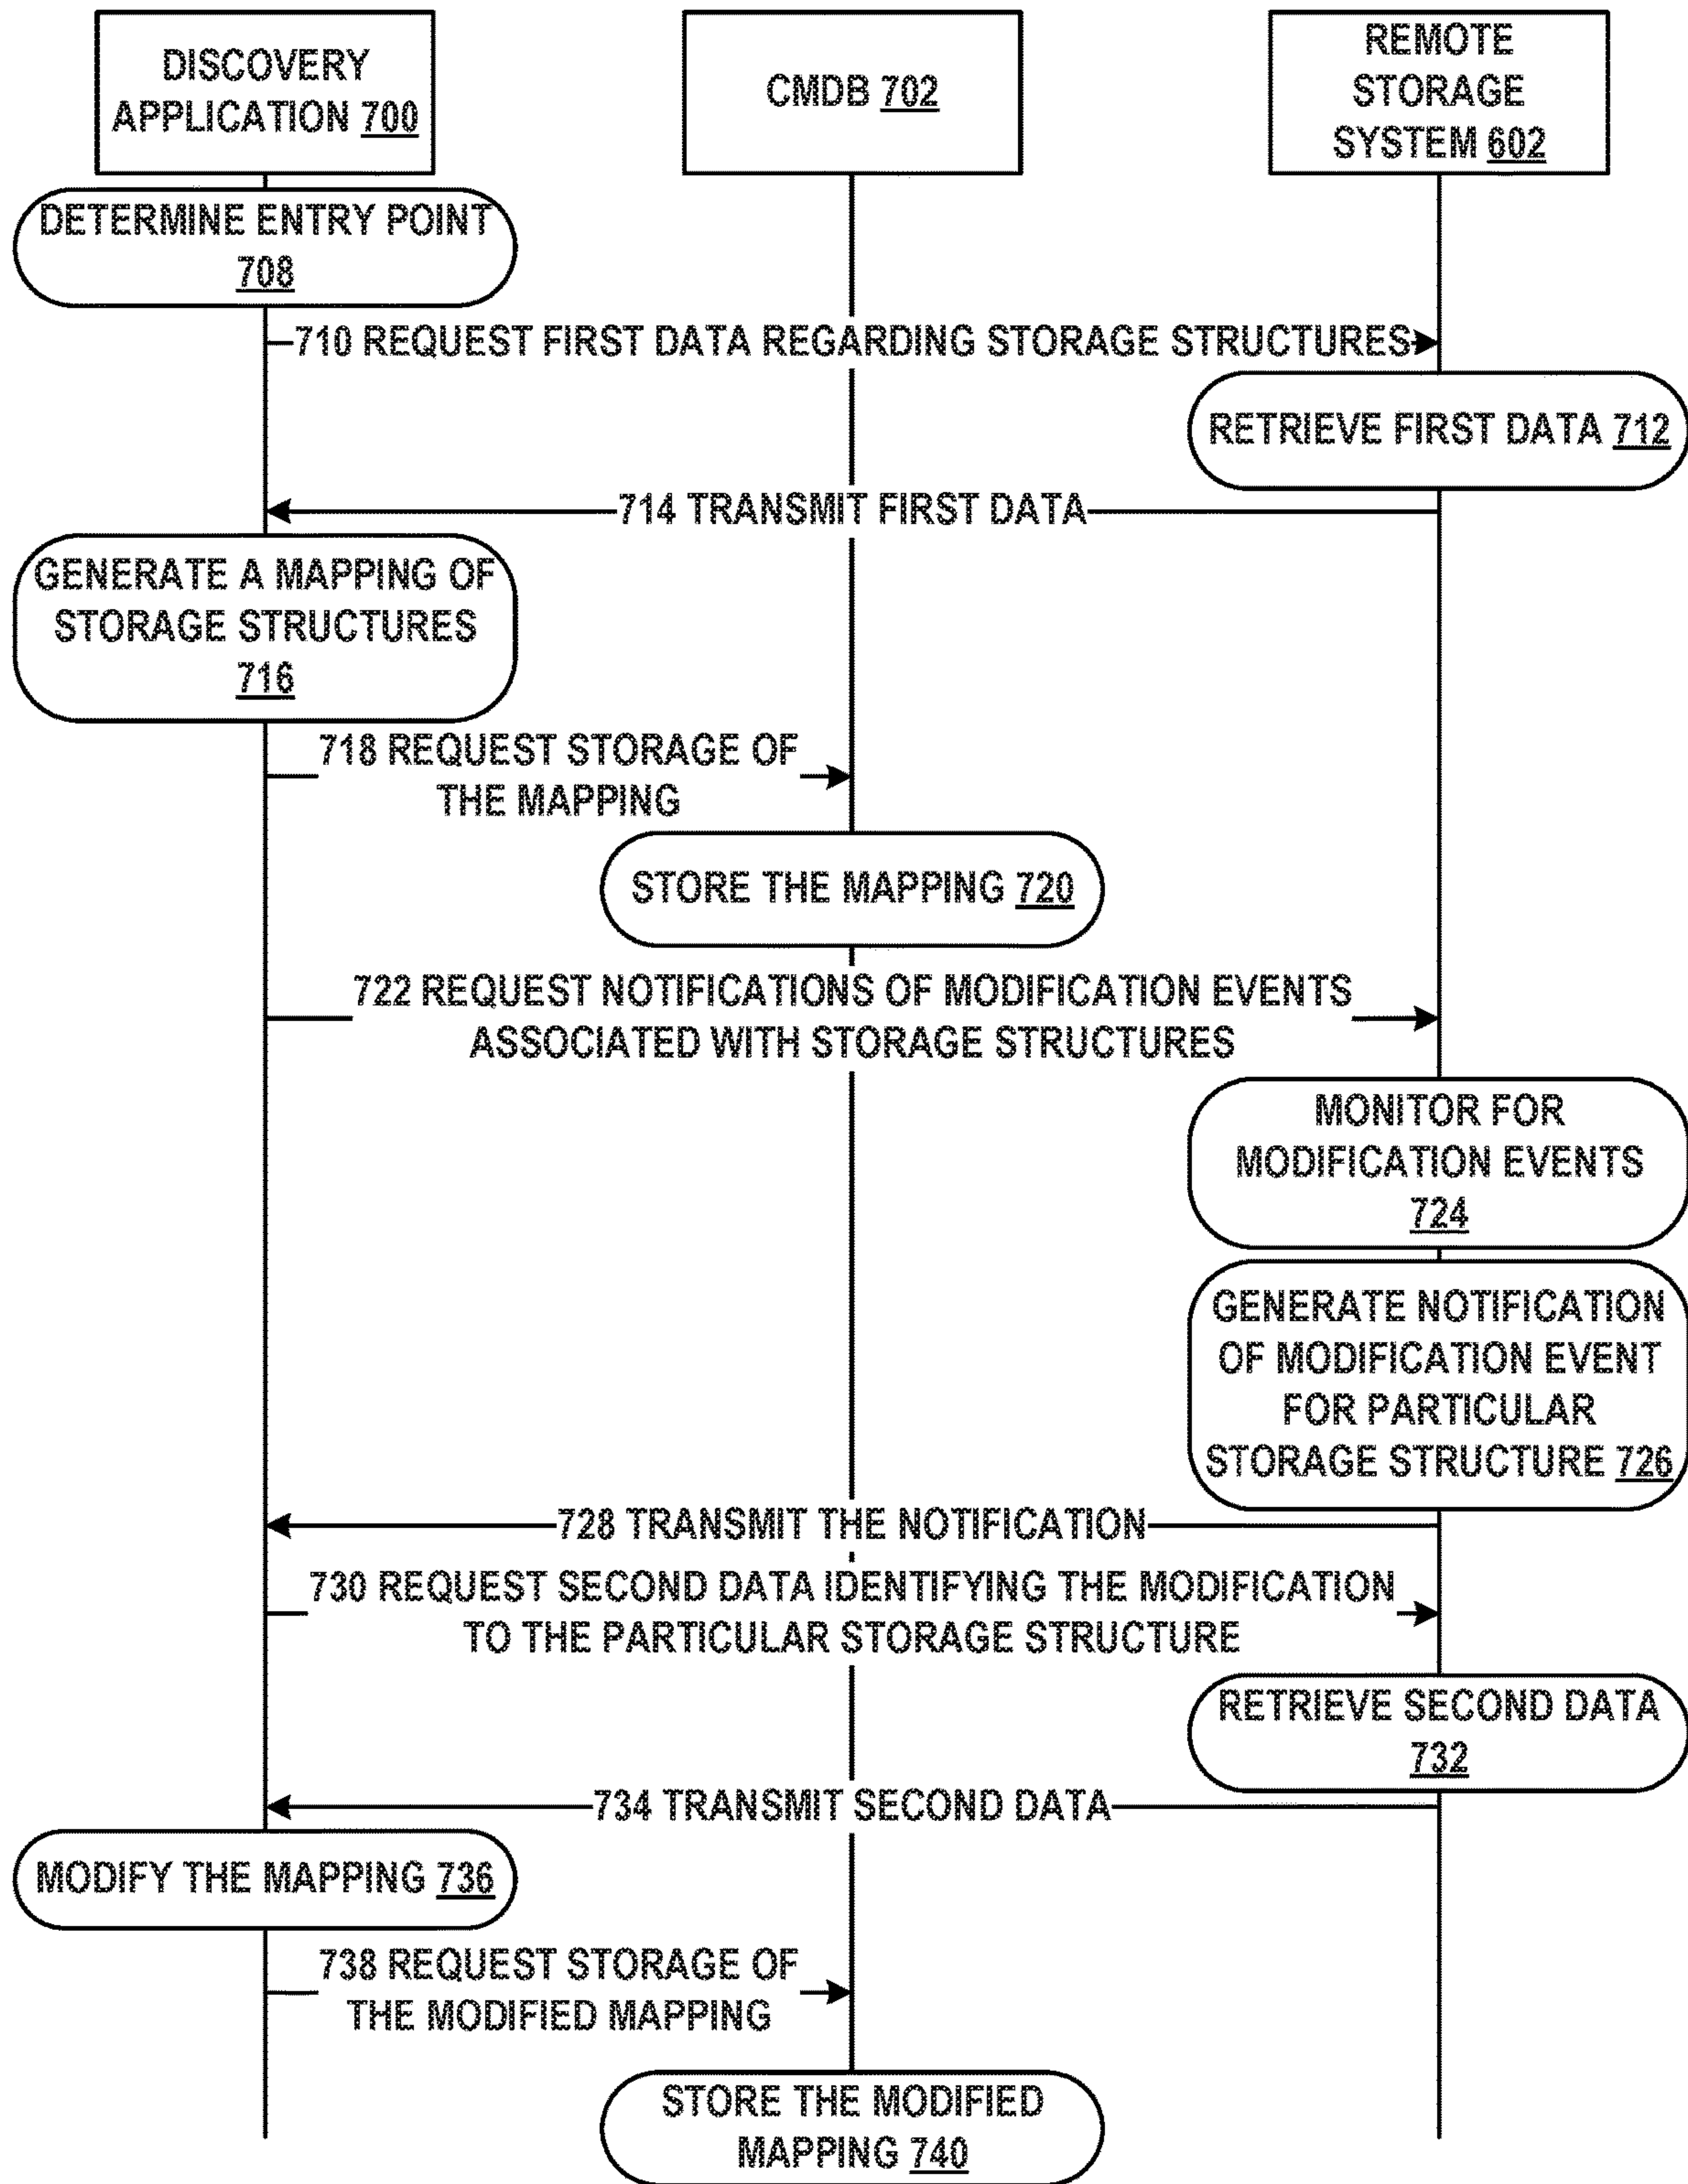 DISCOVERY
APPLICATION 700
CMDB 702
REMOTE
STORAGE
SYSTEM 602
DETERMINE ENTRY POINT
708
710 REQUEST FIRST DATA REGARDING STORAGE STRUCTURES
RETRIEVE FIRST DATA 712
714 TRANSMIT FIRST DATA
GENERATE A MAPPING OF
STORAGE STRUCTURES
716
718 REQUEST STORAGE OF
THE MAPPING
STORE THE MAPPING 720
722 REQUEST NOTIFICATIONS OF MODIFICATION EVENTS
ASSOCIATED WITH STORAGE STRUCTURES
MONITOR FOR
MODIFICATION EVENTS
724
GENERATE NOTIFICATION
OF MODIFICATION EVENT
FOR PARTICULAR
STORAGE STRUCTURE 726
728 TRANSMIT THE NOTIFICATION
730 REQUEST SECOND DATA IDENTIFYING THE MODIFICATION
TO THE PARTICULAR STORAGE STRUCTURE
RETRIEVE SECOND DATA
732
734 TRANSMIT SECOND DATA
MODIFY THE MAPPING 736
738 REQUEST STORAGE OF
THE MODIFIED MAPPING
STORE THE MODIFIED
MAPPING 740